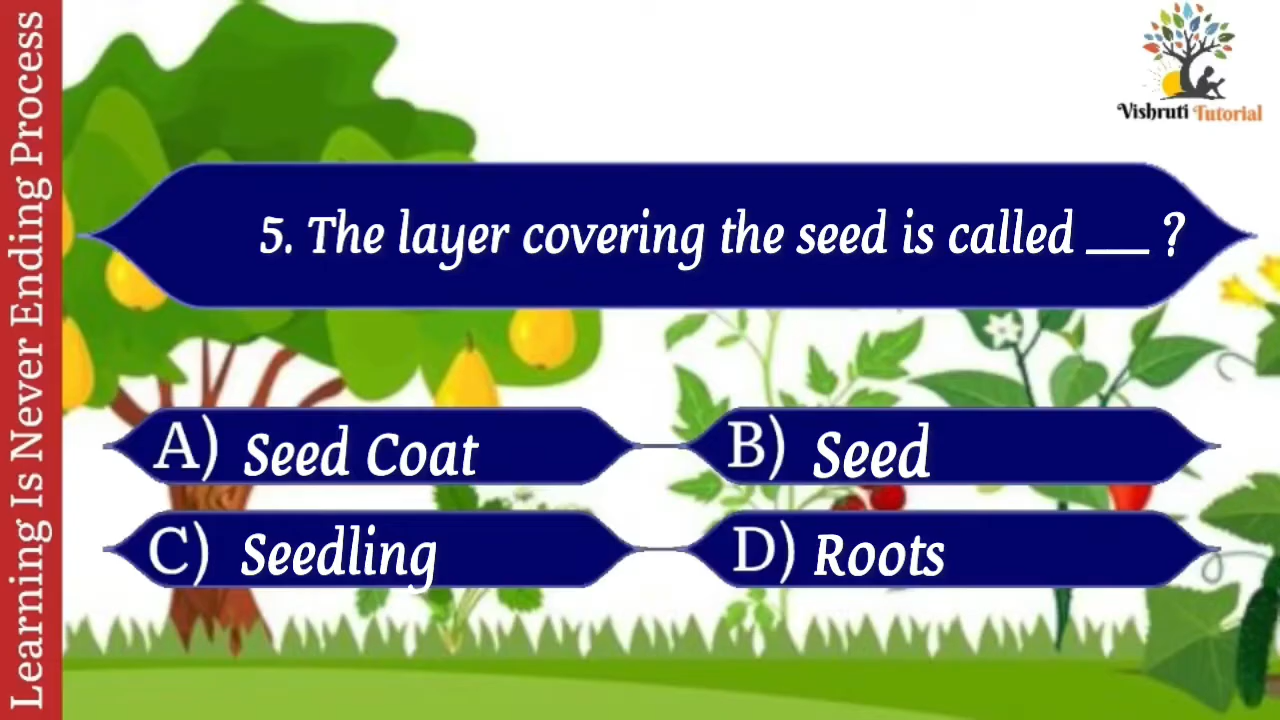 Learning Is Never Ending Process
Vishruti Tutorial
5. The layer covering the seed is called ___ ?
A) Seed Coat
B) Seed
C) Seedling
D) Roots